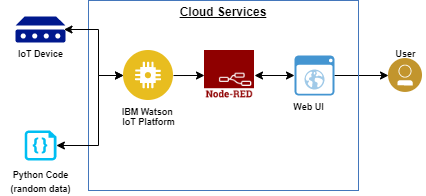 Cloud Services
IoT Device
User
Node-RED
Web UI
IBM Watson
IoT Platform
{}
Python Code
(random data)